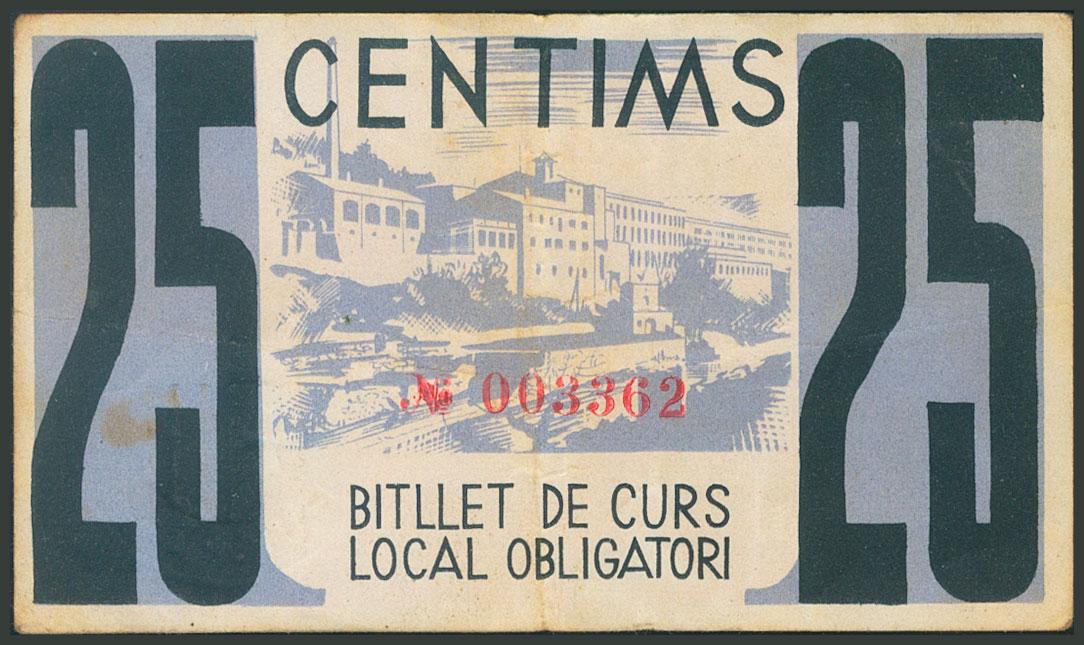 25 CENTIMS 25
Nº 003362
BITLLET DE CURS
LOCAL OBLIGATORI